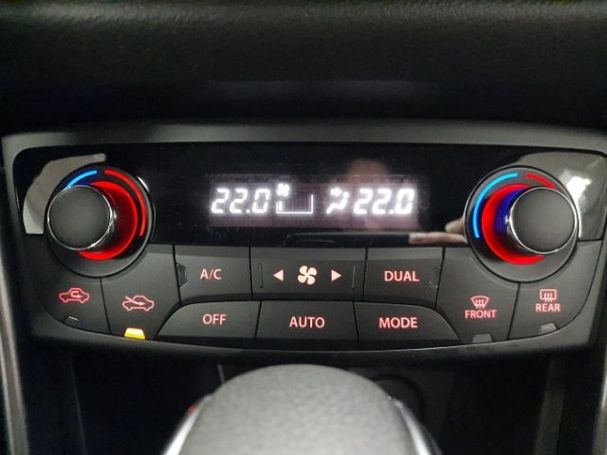 22.0 22.0
A/C DUAL
OFF AUTO MODE FRONT REAR